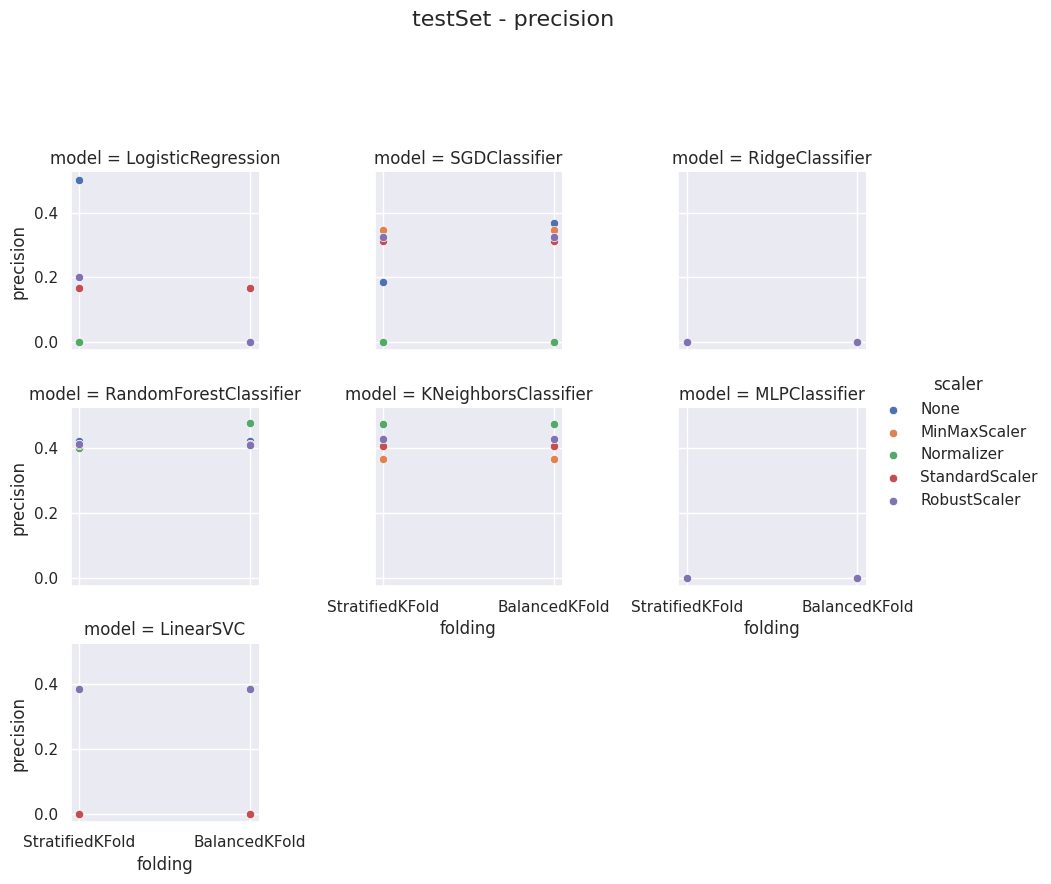 testSet - precision
model = LogisticRegression
model = SGDClassifier
model = RidgeClassifier
precision
0.4
0.2
0.0
model = RandomForestClassifier
model = KNeighborsClassifier
model = MLPClassifier
precision
0.4
0.2
0.0
StratifiedKFold
BalancedKFold
folding
StratifiedKFold
BalancedKFold
folding
model = LinearSVC
precision
0.4
0.2
0.0
StratifiedKFold
BalancedKFold
folding
scaler
None
MinMaxScaler
Normalizer
StandardScaler
RobustScaler